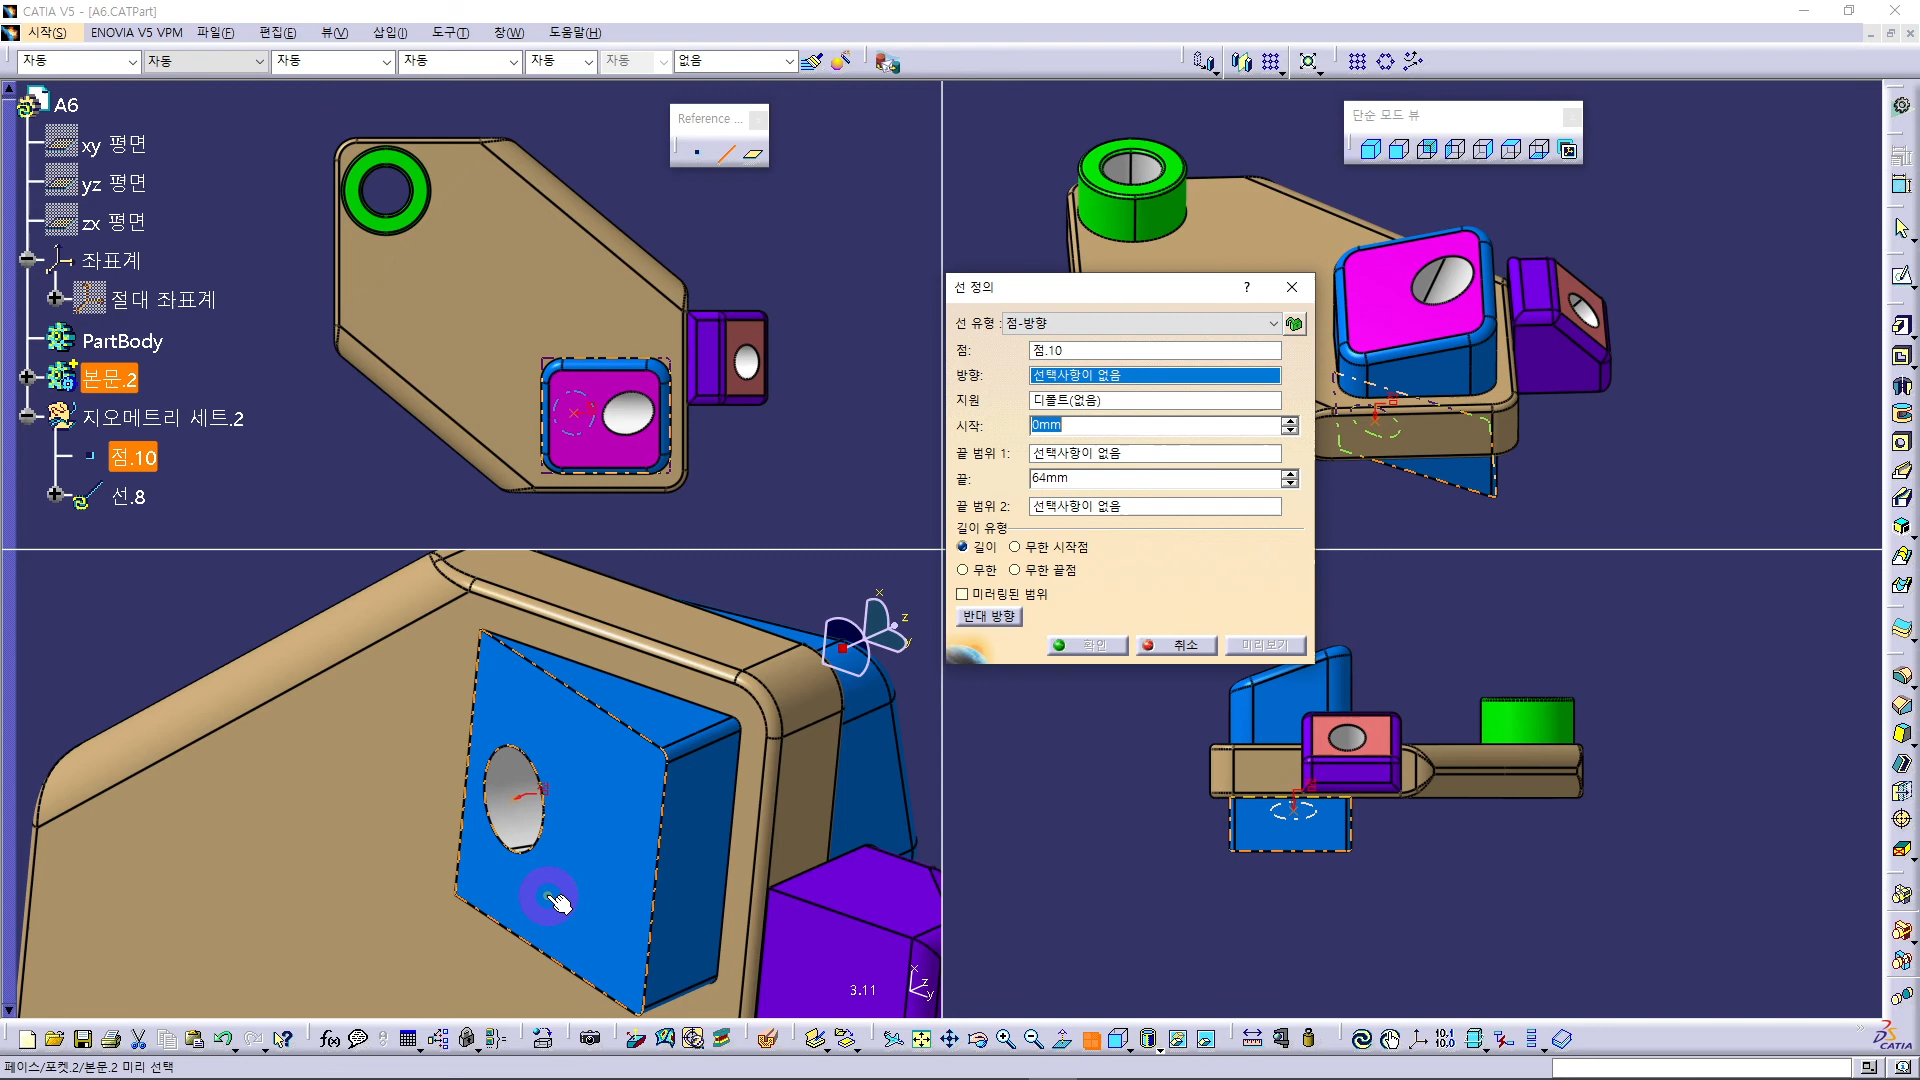 CATIA V5 - [A6.CATPart]
시작(S) ENOVIA V5 VPM 파일(F) 편집(E) 뷰(V) 삽입(I) 도구(T) 창(W) 도움말(H)
자동 자동 자동 자동 자동 자동 없음
A6
xy 평면
yz 평면
zx 평면
좌표계
절대 좌표계
PartBody
본문.2
지오메트리 세트.2
점.10
선.8
Reference ...
단순 모드 뷰
선 정의
선 유형 : 점-방향
점: 점.10
방향: 선택사항이 없음
지원 디폴트(없음)
시작: 0mm
끝 범위 1: 선택사항이 없음
끝: 64mm
끝 범위 2: 선택사항이 없음
길이 유형
길이 무한 시작점
무한 무한 끝점
미러링된 범위
반대 방향
확인 취소 미리보기
x
z
y
3.11
x
z
y
10.1
10.0
CATIA
페이스/포켓.2/본문.2 미리 선택